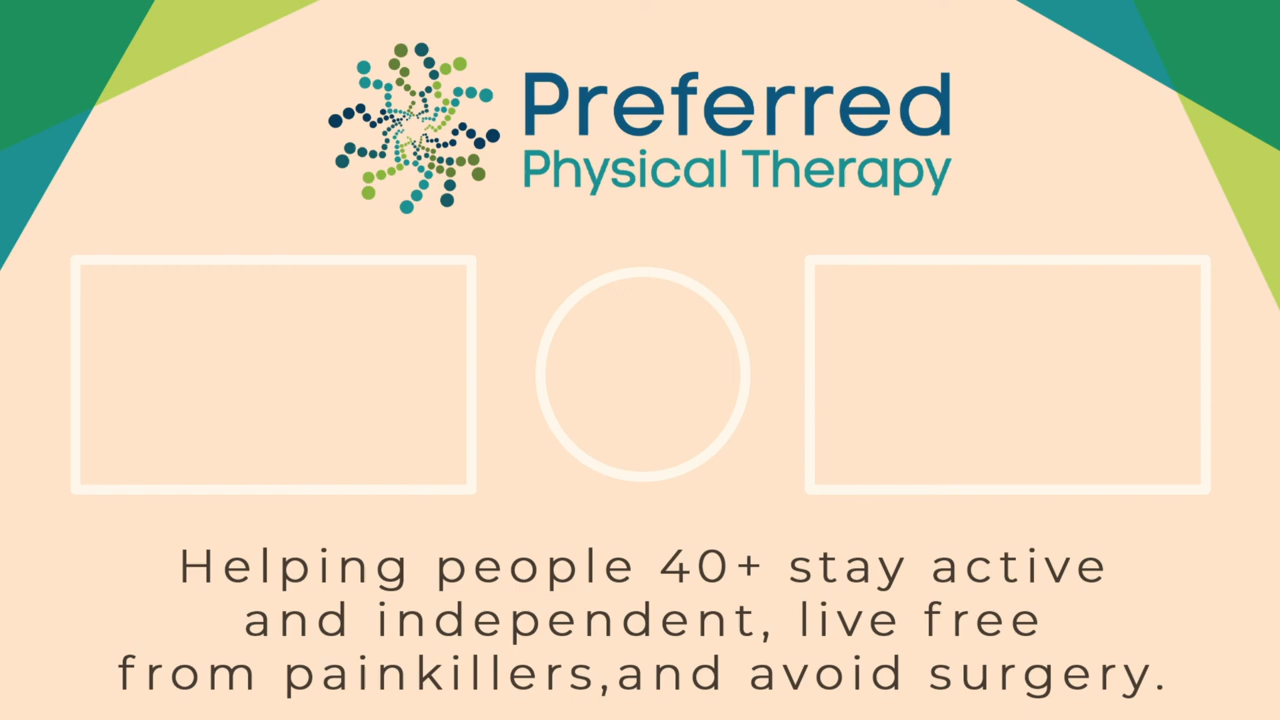 Preferred
Physical Therapy
Helping people 40+ stay active
and independent, live free
from painkillers,and avoid surgery.